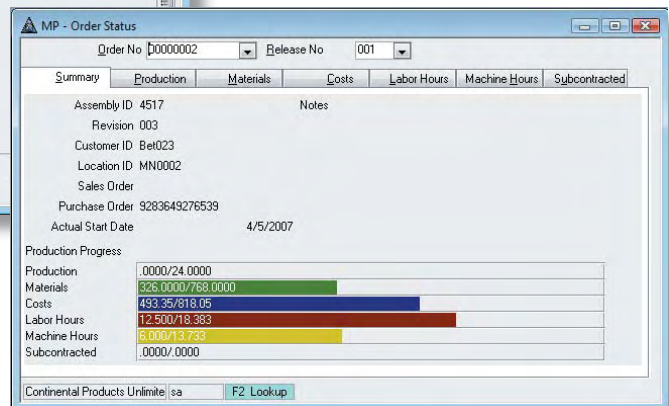 MP - Order Status
Order No 00000002 Release No 001
Summary Production Materials Costs Labor Hours Machine Hours Subcontracted
Assembly ID 4517 Notes
Revision 003
Customer ID Bet023
Location ID MN0002
Sales Order
Purchase Order 9283649276539
Actual Start Date 4/5/2007
Production Progress
Production .0000/24.0000
Materials 326.0000/768.0000
Costs 493.35/818.05
Labor Hours 12.500/18.383
Machine Hours 6.000/13.733
Subcontracted .0000/.0000
Continental Products Unlimite sa F2 Lookup